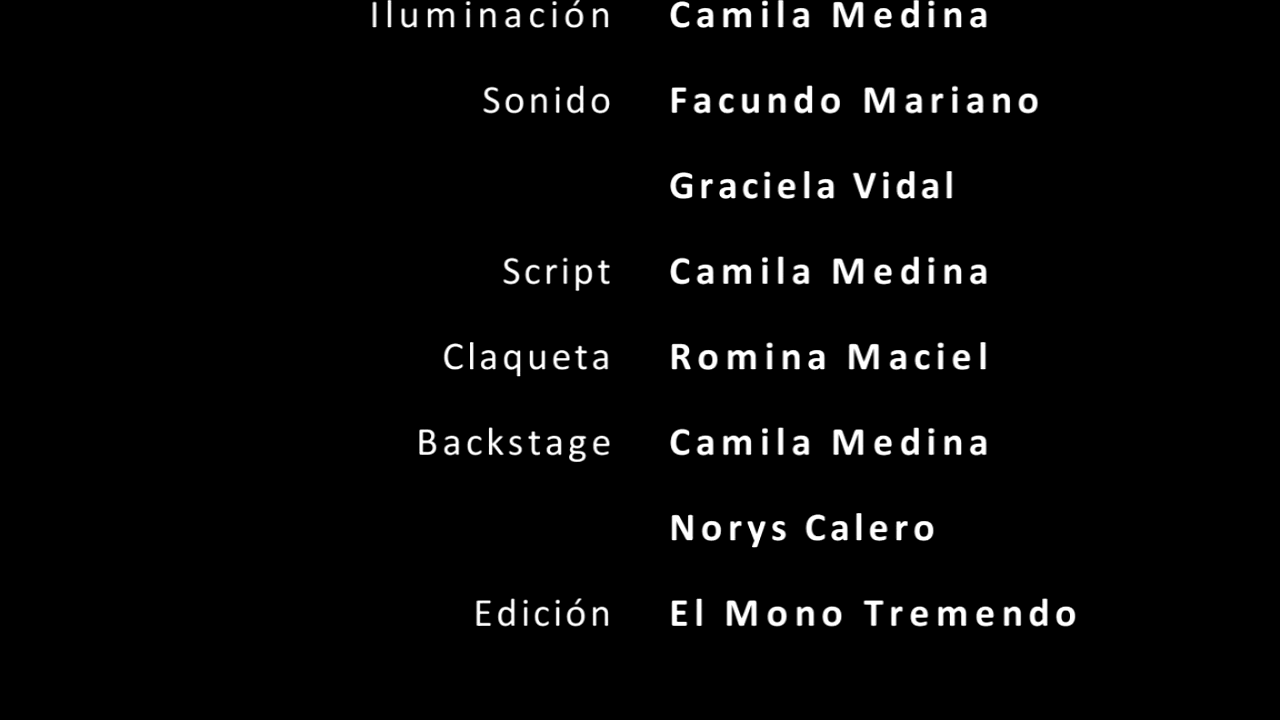 Iluminación Camila Medina
Sonido Facundo Mariano
Graciela Vidal
Script Camila Medina
Claqueta Romina Maciel
Backstage Camila Medina
Norys Calero
Edición El Mono Tremendo